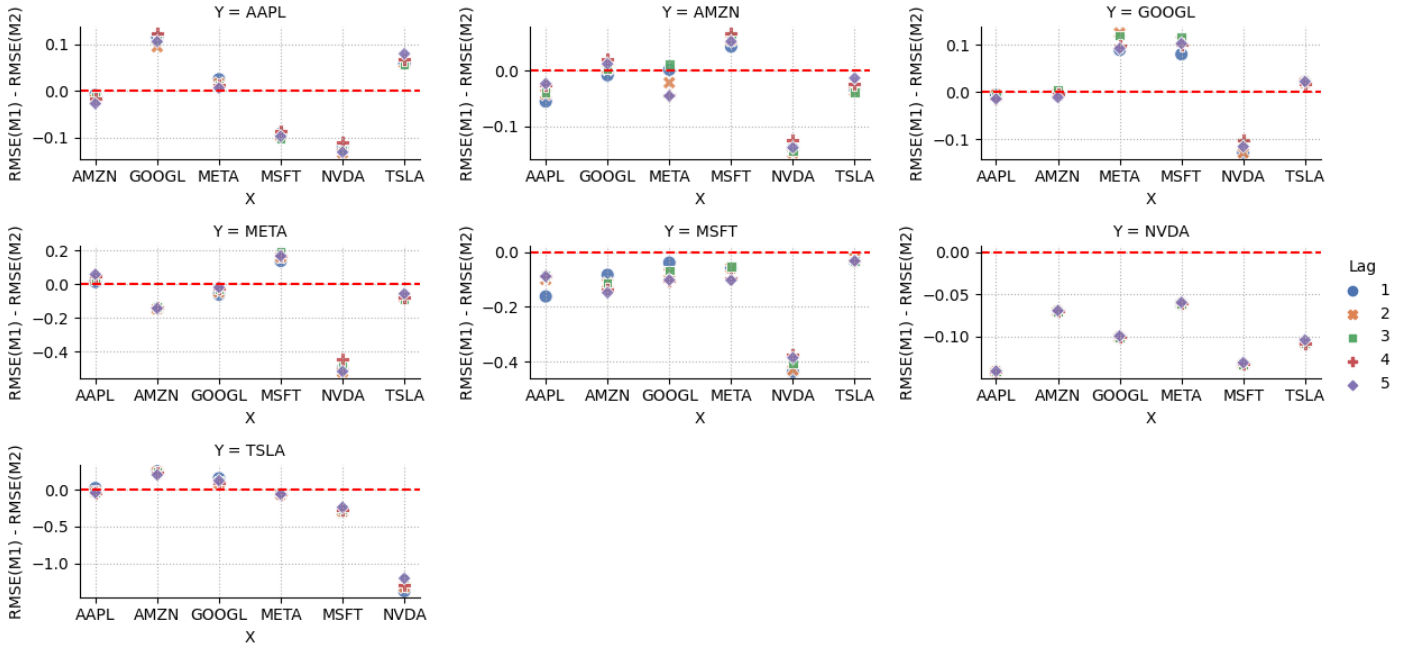 Y = AAPL
RMSE(M1) - RMSE(M2)
0.1
0.0
−0.1
AMZN GOOGL META MSFT NVDA TSLA
X
Y = AMZN
RMSE(M1) - RMSE(M2)
0.0
−0.1
AAPL GOOGL META MSFT NVDA TSLA
X
Y = GOOGL
RMSE(M1) - RMSE(M2)
0.1
0.0
−0.1
AAPL AMZN META MSFT NVDA TSLA
X
Y = META
RMSE(M1) - RMSE(M2)
0.2
0.0
−0.2
−0.4
AAPL AMZN GOOGL MSFT NVDA TSLA
X
Y = MSFT
RMSE(M1) - RMSE(M2)
0.0
−0.2
−0.4
AAPL AMZN GOOGL META NVDA TSLA
X
Y = NVDA
RMSE(M1) - RMSE(M2)
0.00
−0.05
−0.10
AAPL AMZN GOOGL META MSFT TSLA
X
Lag
1
2
3
4
5
Y = TSLA
RMSE(M1) - RMSE(M2)
0.0
−0.5
−1.0
AAPL AMZN GOOGL META MSFT NVDA
X